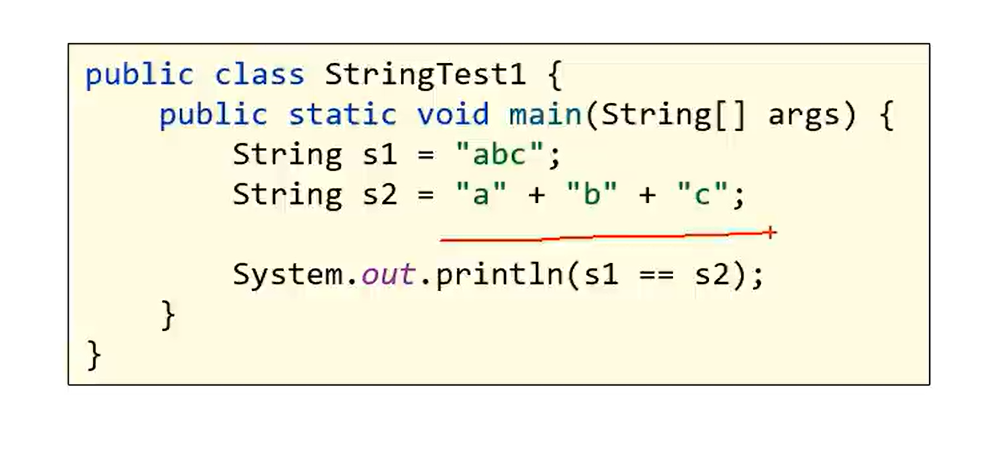 public class StringTest1 {
    public static void main(String[] args) {
        String s1 = "abc";
        String s2 = "a" + "b" + "c";
        System.out.println(s1 == s2);
    }
}